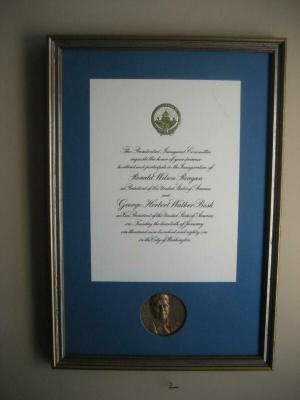 The Presidential Inaugural Committee
requests the honor of your presence
to attend and participate in the Inauguration of
Ronald Wilson Reagan
as President of the United States of America
and
George Herbert Walker Bush
as Vice President of the United States of America
on Tuesday the twentieth of January
one thousand nine hundred and eighty one
in the City of Washington